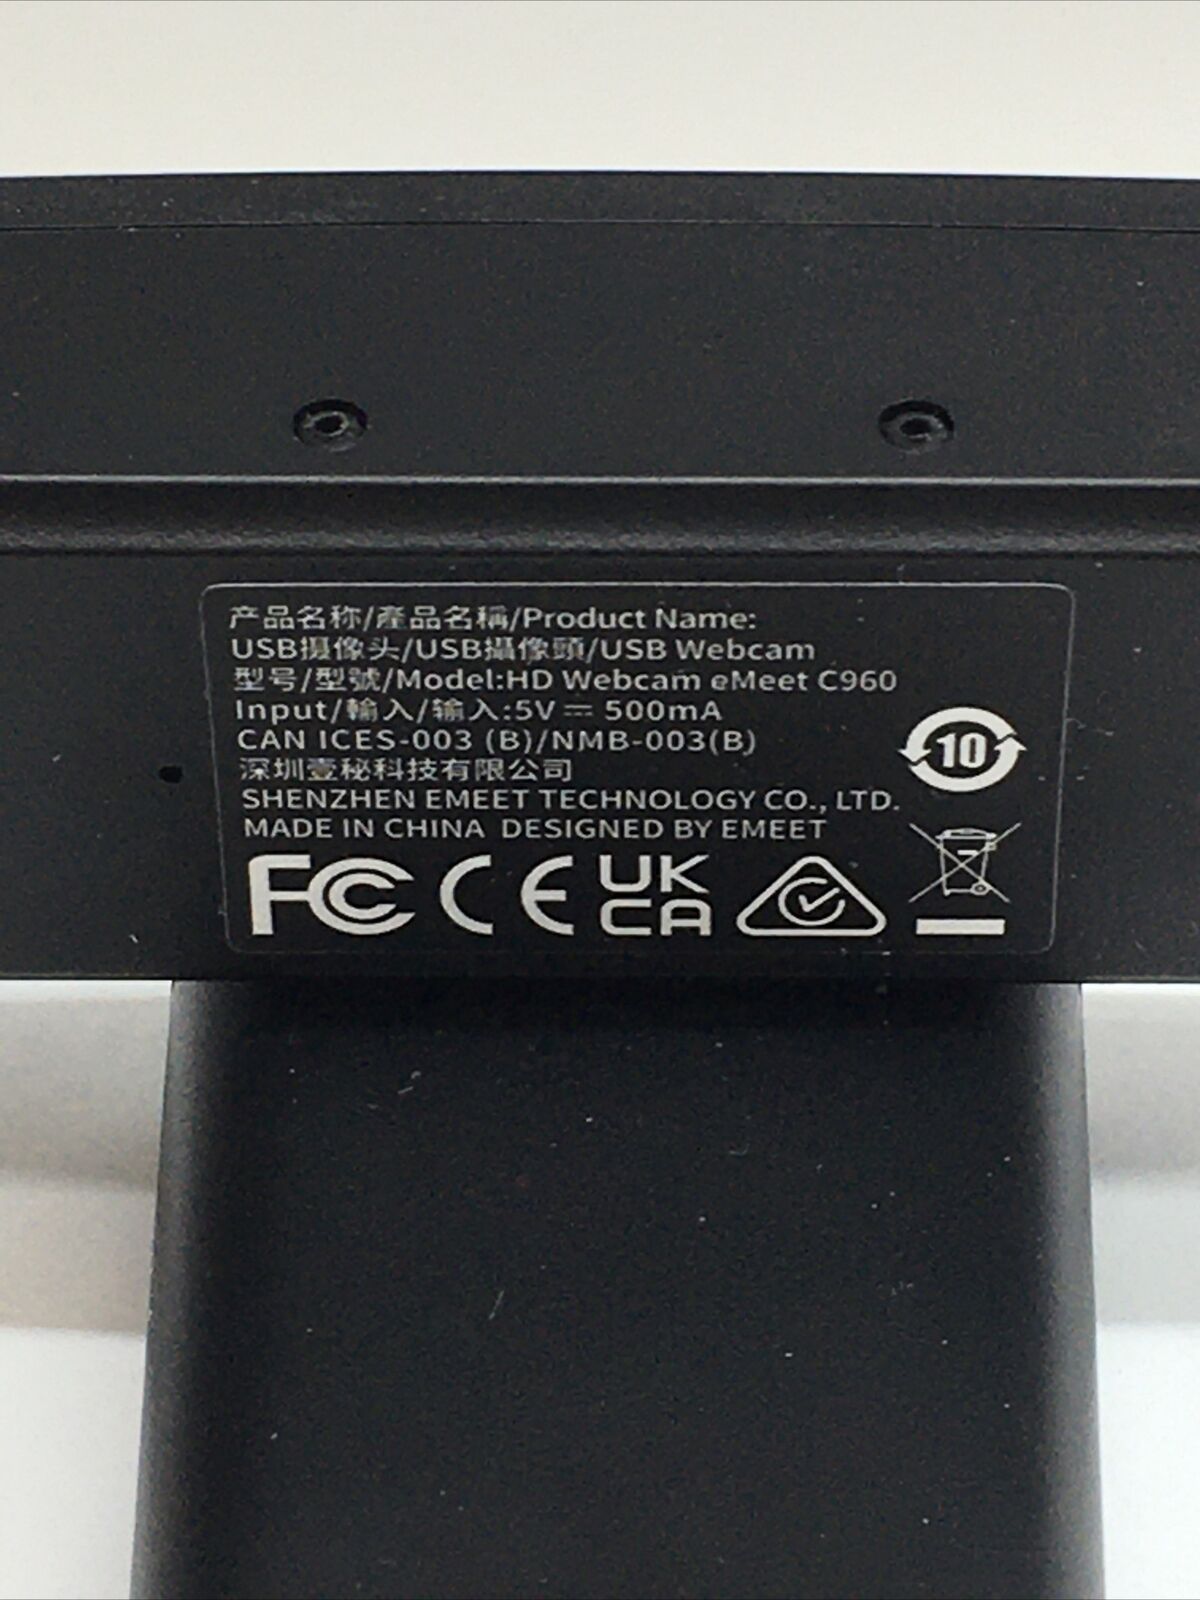 产品名称/產品名稱/Product Name:
USB摄像头/USB攝像頭/USB Webcam
型号/型號/Model:HD Webcam eMeet C960
Input/輸入/输入:5V ⎓ 500mA
CAN ICES-003 (B)/NMB-003(B)
深圳壹秘科技有限公司
SHENZHEN EMEET TECHNOLOGY CO., LTD.
MADE IN CHINA DESIGNED BY EMEET
10
FC CE UK
CA